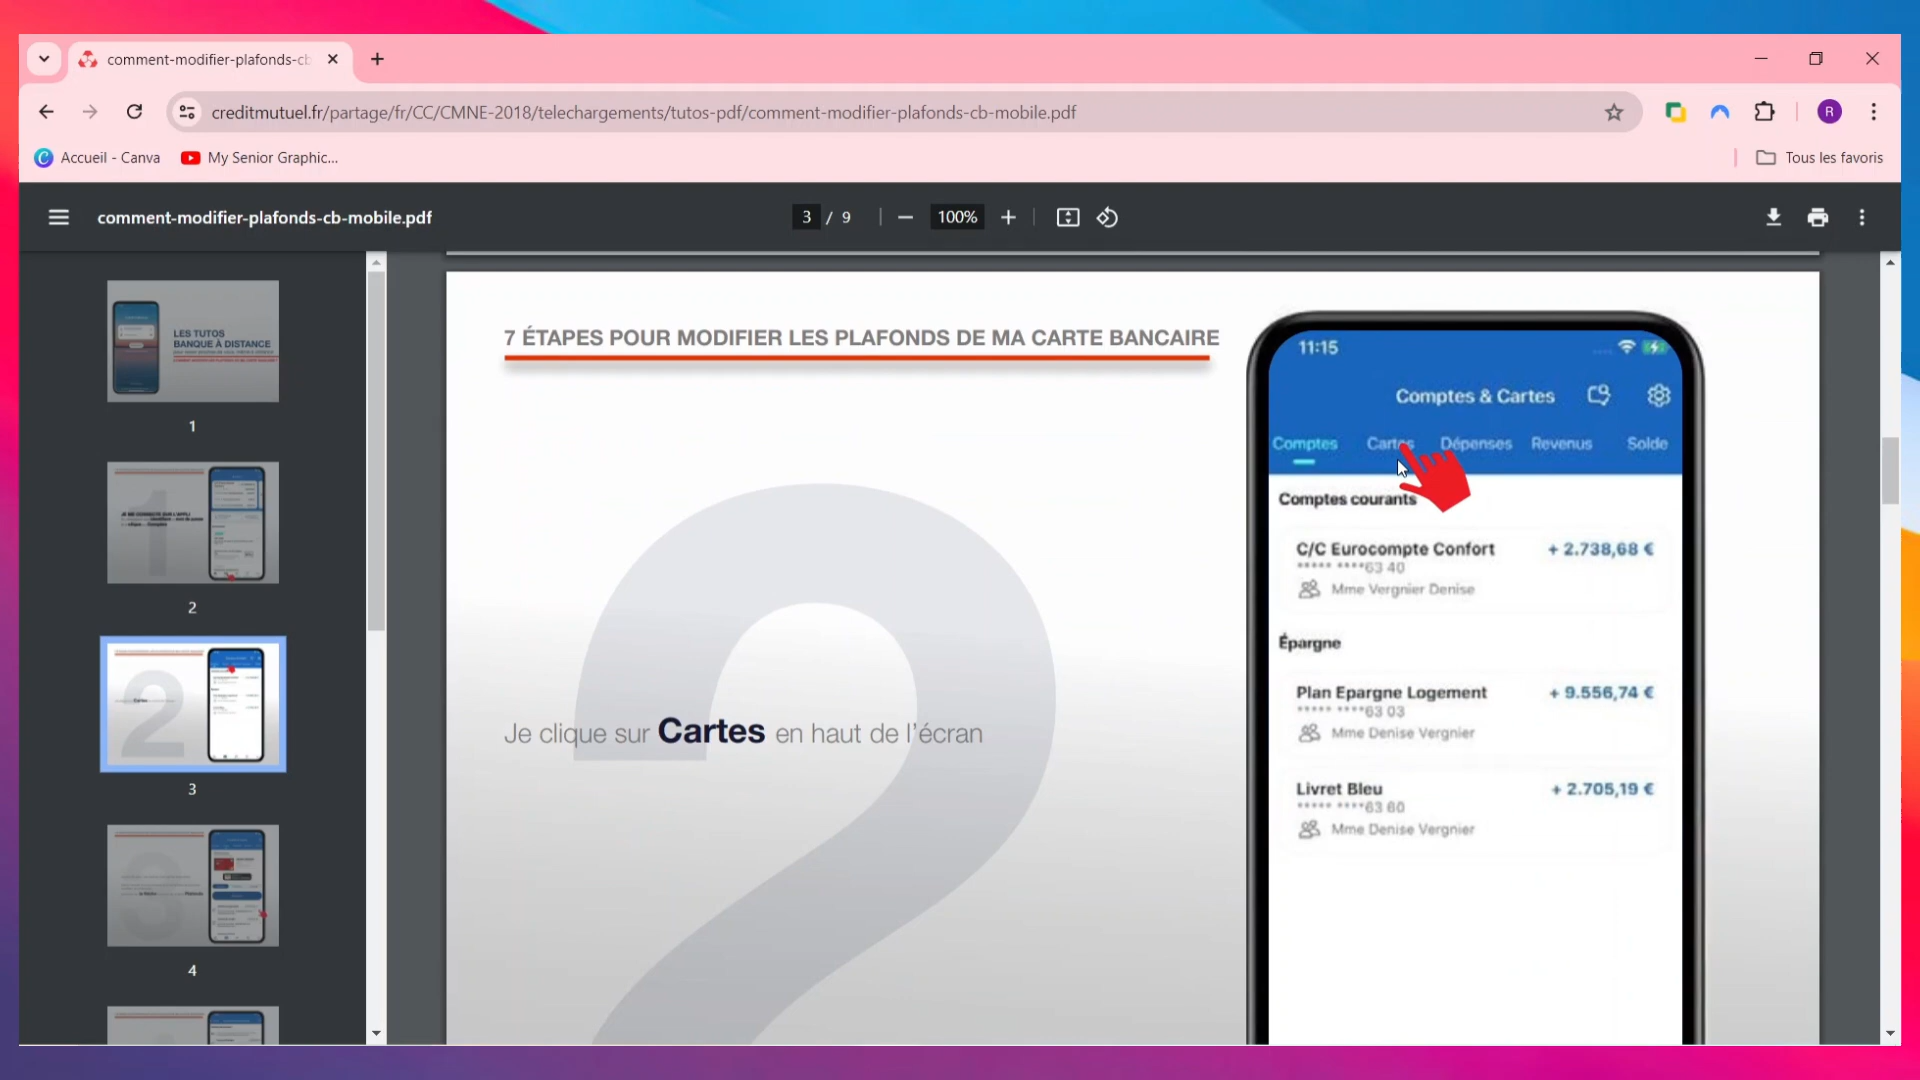 comment-modifier-plafonds-cb
creditmutuel.fr/partage/fr/CC/CMNE-2018/telechargements/tutos-pdf/comment-modifier-plafonds-cb-mobile.pdf
R
Accueil - Canva
My Senior Graphic...
Tous les favoris
comment-modifier-plafonds-cb-mobile.pdf
3 / 9
100%
LES TUTOS
BANQUE À DISTANCE
1
2
3
4
7 ÉTAPES POUR MODIFIER LES PLAFONDS DE MA CARTE BANCAIRE
2
Je clique sur Cartes en haut de l'écran
11:15
Comptes & Cartes
Comptes Cartes Dépenses Revenus Solde
Comptes courants
C/C Eurocompte Confort + 2.738,68 €
***** ****63 40
Mme Vergnier Denise
Épargne
Plan Epargne Logement + 9.556,74 €
***** ****63 03
Mme Denise Vergnier
Livret Bleu + 2.705,19 €
***** ****63 60
Mme Denise Vergnier